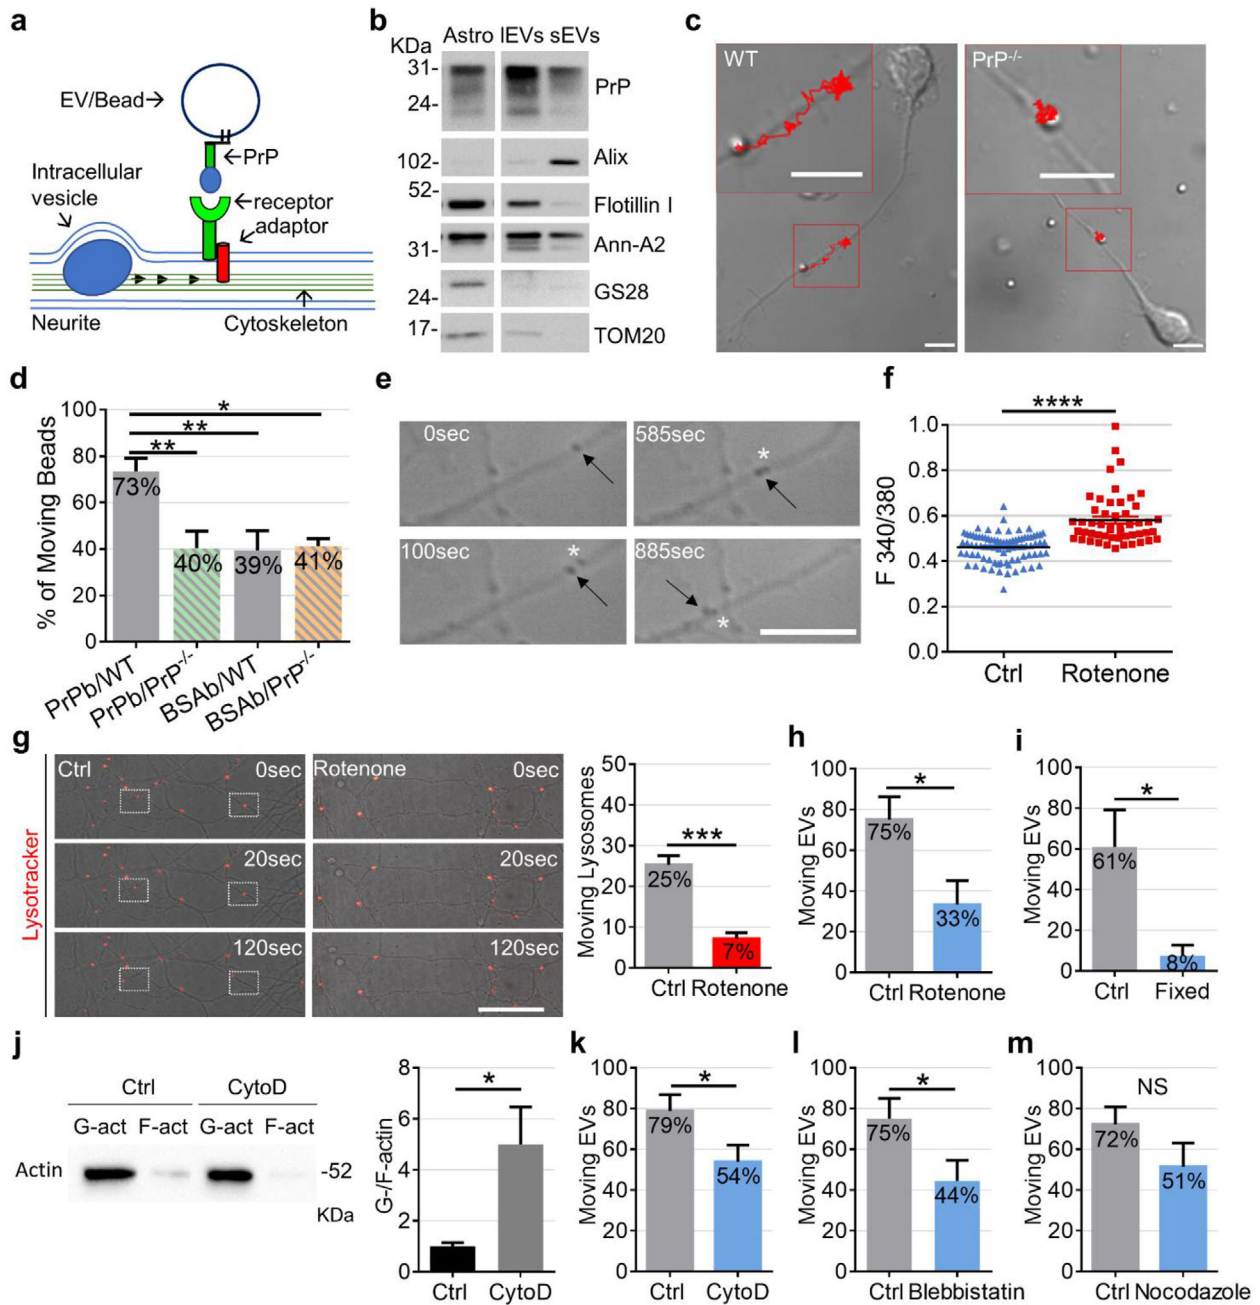 a
EV/Bead
PrP
Intracellular
vesicle
receptor
adaptor
Neurite
Cytoskeleton
b
Astro lEVs sEVs
KDa
31-
24-
PrP
102-
Alix
52-
Flotillin I
31-
Ann-A2
24-
GS28
17-
TOM20
c
WT
PrP-/-
d
% of Moving Beads
100
80
60
40
20
0
73%
40%
39%
41%
*
**
**
PrPb/WT
PrPb/PrP-/-
BSAb/WT
BSAb/PrP-/-
e
0sec
585sec
*
100sec
*
885sec
*
f
****
F 340/380
1.0
0.8
0.6
0.4
0.2
0.0
Ctrl
Rotenone
g
Lysotracker
Ctrl
0sec
Rotenone
0sec
20sec
20sec
120sec
120sec
Moving Lysosomes
50
40
30
20
10
0
***
25%
7%
Ctrl Rotenone
h
Moving EVs
100
80
60
40
20
0
*
75%
33%
Ctrl Rotenone
i
Moving EVs
100
80
60
40
20
0
*
61%
8%
Ctrl Fixed
j
Ctrl
CytoD
G-act F-act G-act F-act
Actin
-52
KDa
G-/F-actin
8
6
4
2
0
*
Ctrl CytoD
k
Moving EVs
100
80
60
40
20
0
*
79%
54%
Ctrl CytoD
l
Moving EVs
100
80
60
40
20
0
*
75%
44%
Ctrl Blebbistatin
m
Moving EVs
100
80
60
40
20
0
NS
72%
51%
Ctrl Nocodazole